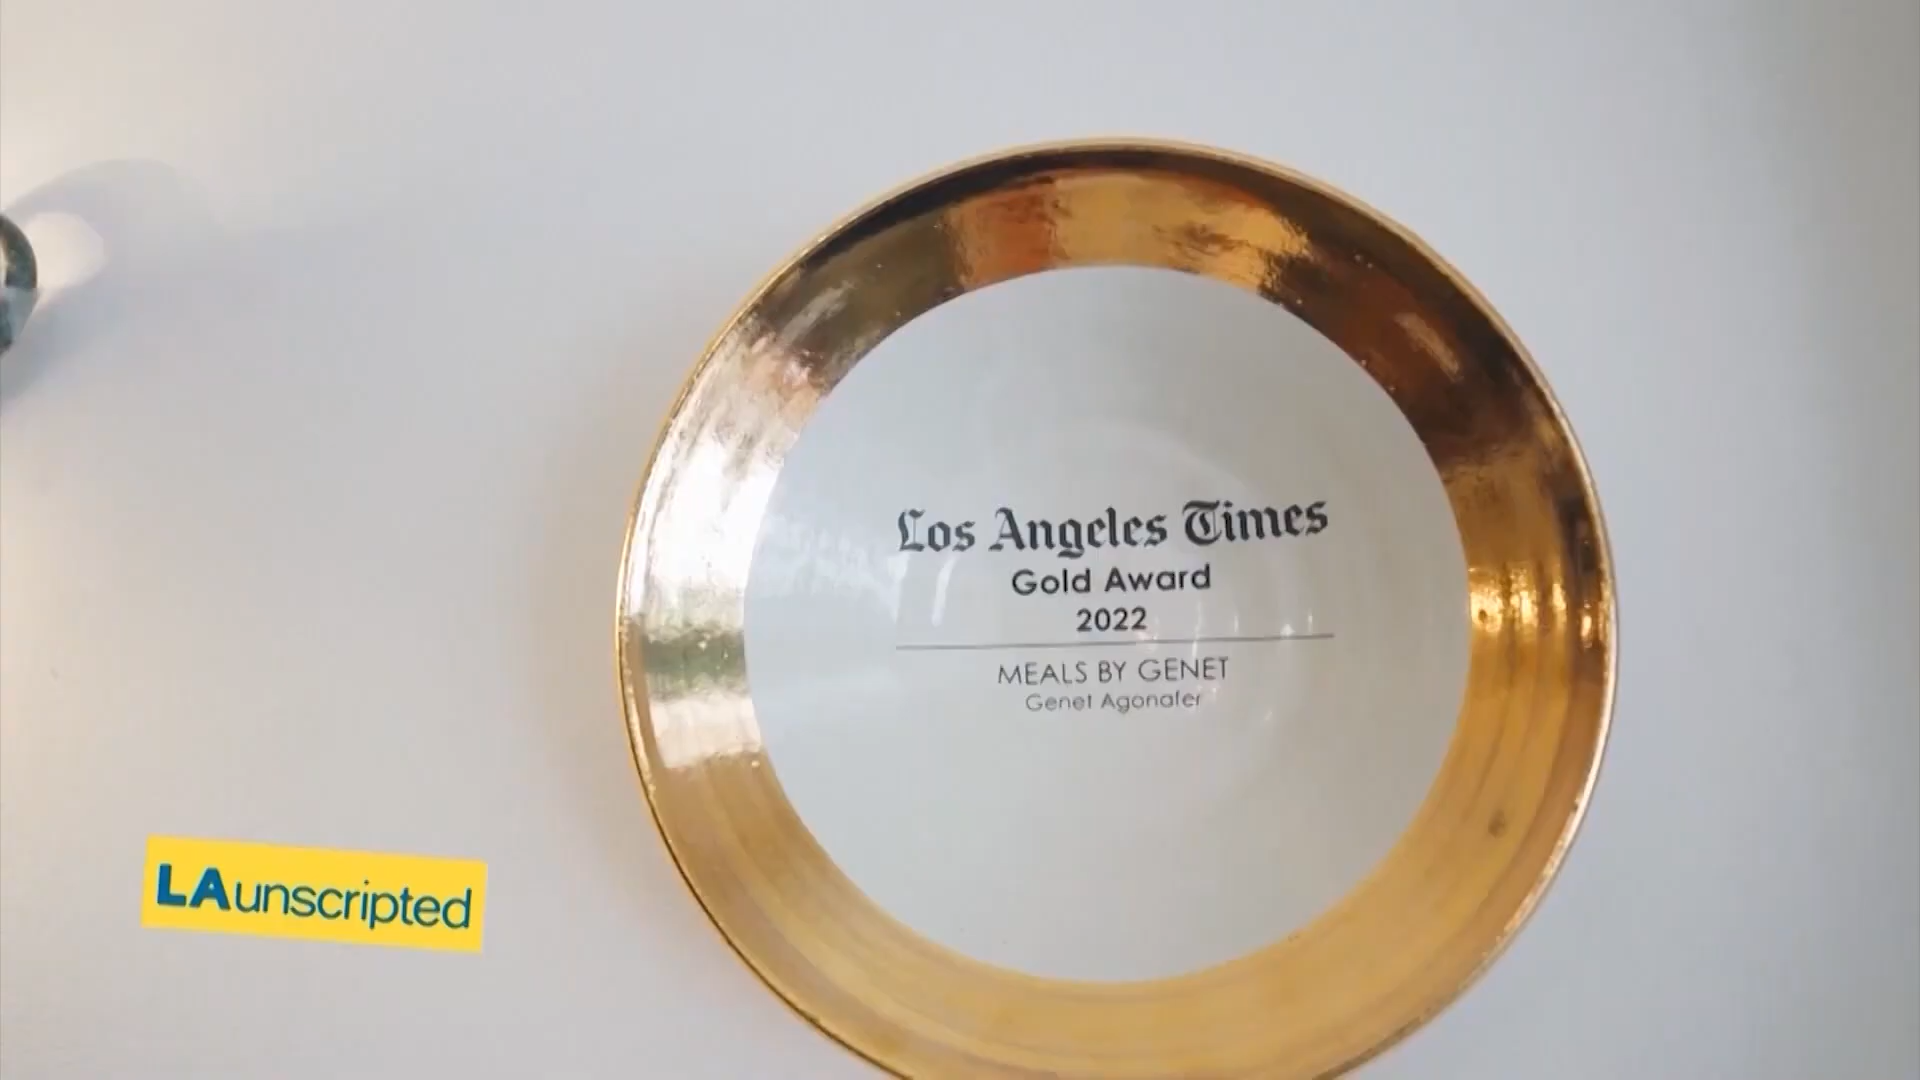 Los Angeles Times
Gold Award
2022
MEALS BY GENET
Genet Agonafer
LAunscripted